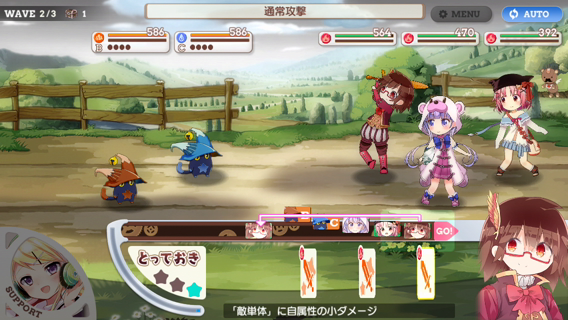 WAVE 2/3 1
通常攻撃
MENU
AUTO
586
B
586
C
564
470
392
GO!
とっておき
SUPPORT
「敵単体」に自属性の小ダメージ